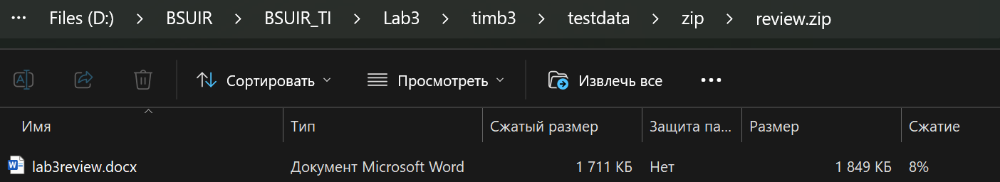 ... Files (D:) > BSUIR > BSUIR_TI > Lab3 > timb3 > testdata > zip > review.zip
Сортировать Просмотреть Извлечь все ...
Имя Тип Сжатый размер Защита па... Размер Сжатие
lab3review.docx Документ Microsoft Word 1 711 КБ Нет 1 849 КБ 8%